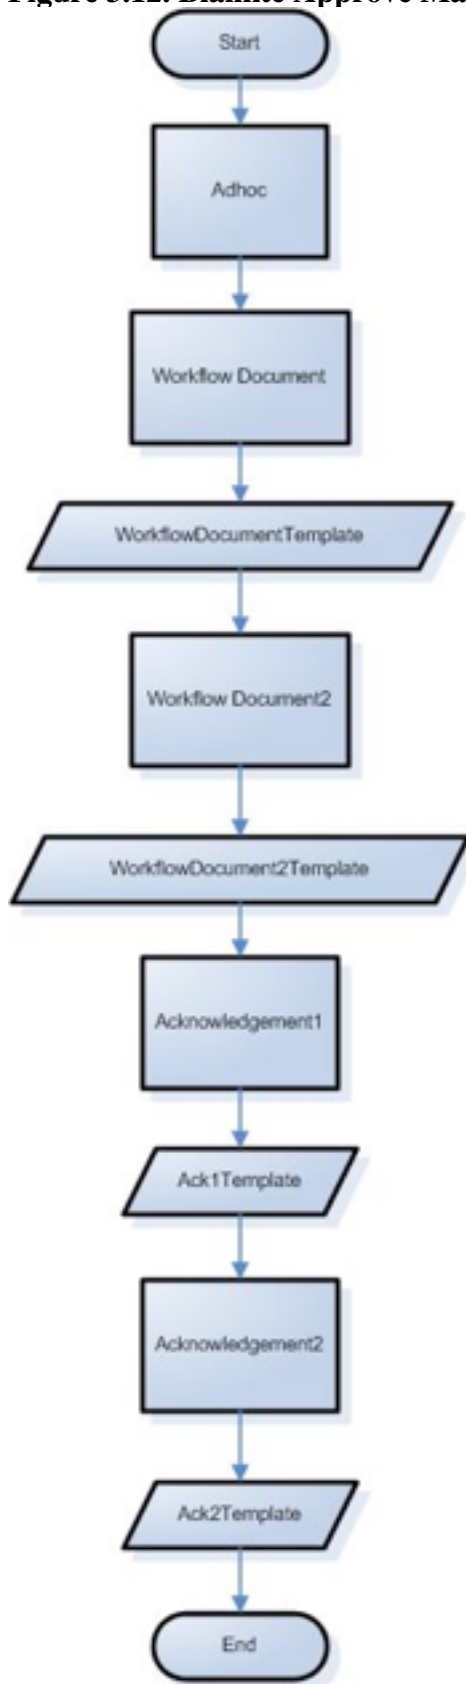 Start
Adhoc
Workflow Document
WorkflowDocumentTemplate
Workflow Document2
WorkflowDocument2Template
Acknowledgement1
Ack1Template
Acknowledgement2
Ack2Template
End